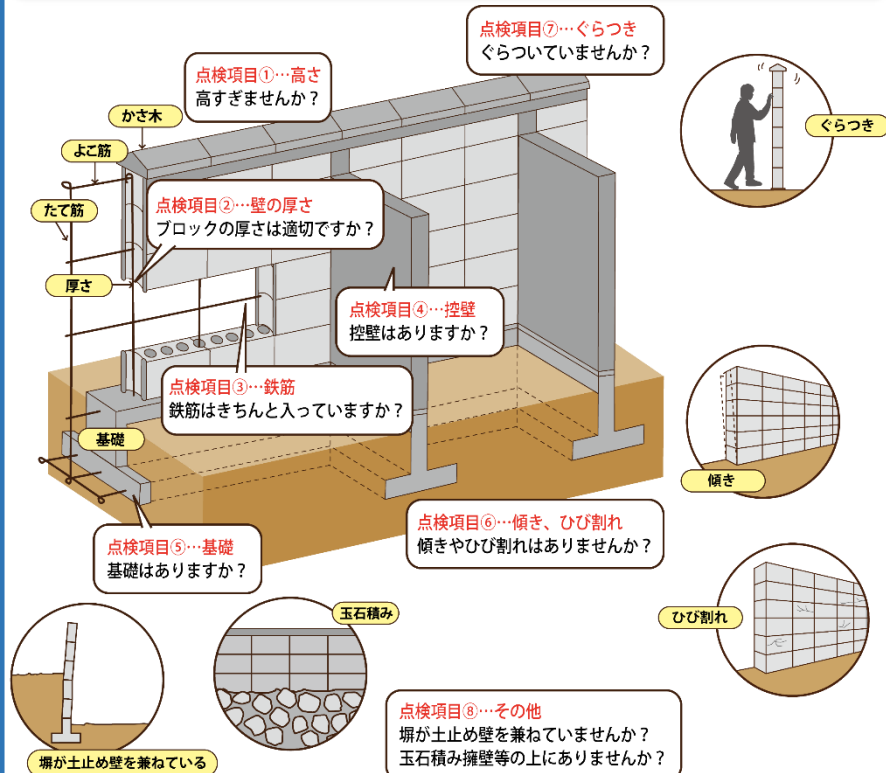 点検項目⑦…ぐらつき
ぐらついていませんか？
点検項目①…高さ
高すぎませんか？
かさ木
ぐらつき
よこ筋
点検項目②…壁の厚さ
ブロックの厚さは適切ですか？
たて筋
厚さ
点検項目④…控壁
控壁はありますか？
点検項目③…鉄筋
鉄筋はきちんと入っていますか？
基礎
傾き
点検項目⑥…傾き、ひび割れ
傾きやひび割れはありませんか？
点検項目⑤…基礎
基礎はありますか？
玉石積み
ひび割れ
点検項目⑧…その他
塀が土止め壁を兼ねていませんか？
玉石積み擁壁等の上にありませんか？
塀が土止め壁を兼ねている